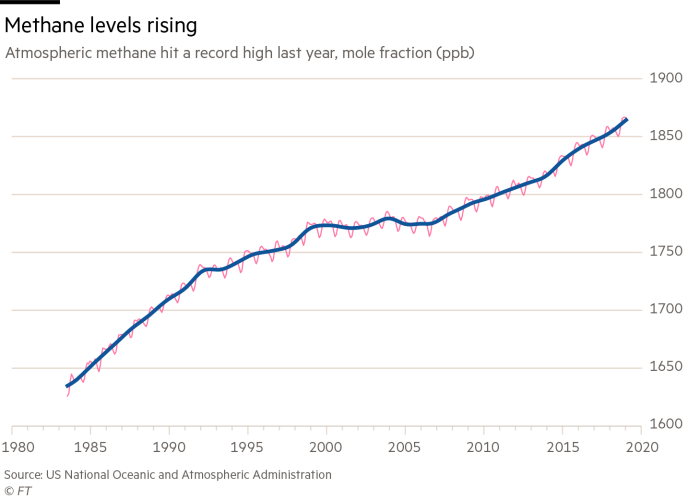 Methane levels rising
Atmospheric methane hit a record high last year, mole fraction (ppb)
1900
1850
1800
1750
1700
1650
1600
1980 1985 1990 1995 2000 2005 2010 2015 2020
Source: US National Oceanic and Atmospheric Administration
© FT